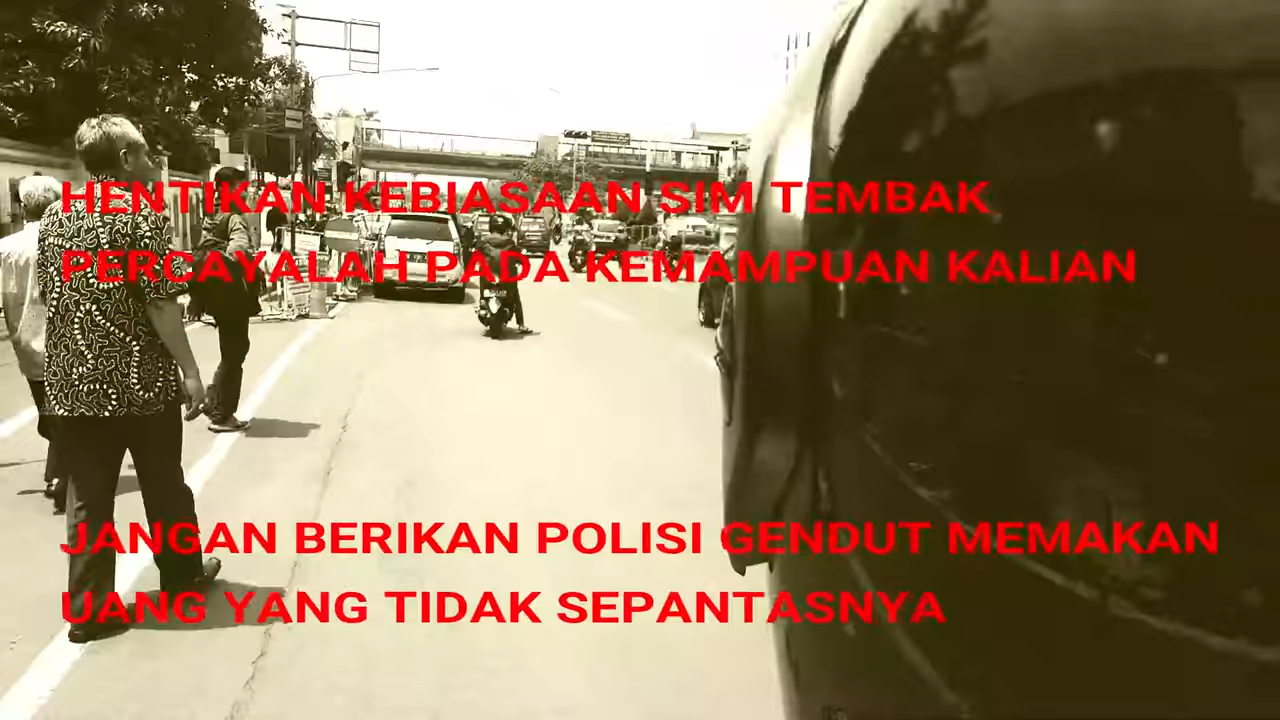 HENTIKAN KEBIASAAN SIM TEMBAK
PERCAYALAH PADA KEMAMPUAN KALIAN
JANGAN BERIKAN POLISI GENDUT MEMAKAN
UANG YANG TIDAK SEPANTASNYA